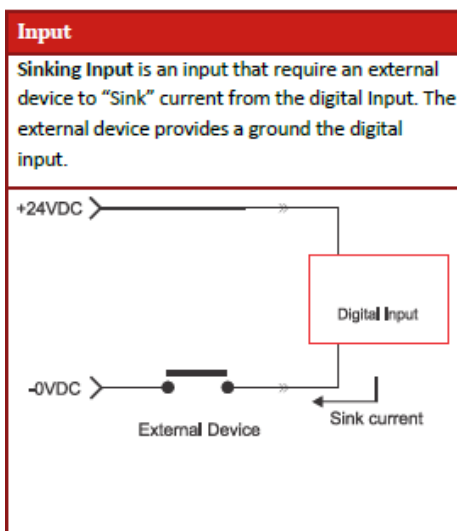 Input
Sinking Input is an input that require an external
device to “Sink” current from the digital Input. The
external device provides a ground the digital
input.
+24VDC
Digital Input
-0VDC
Sink current
External Device